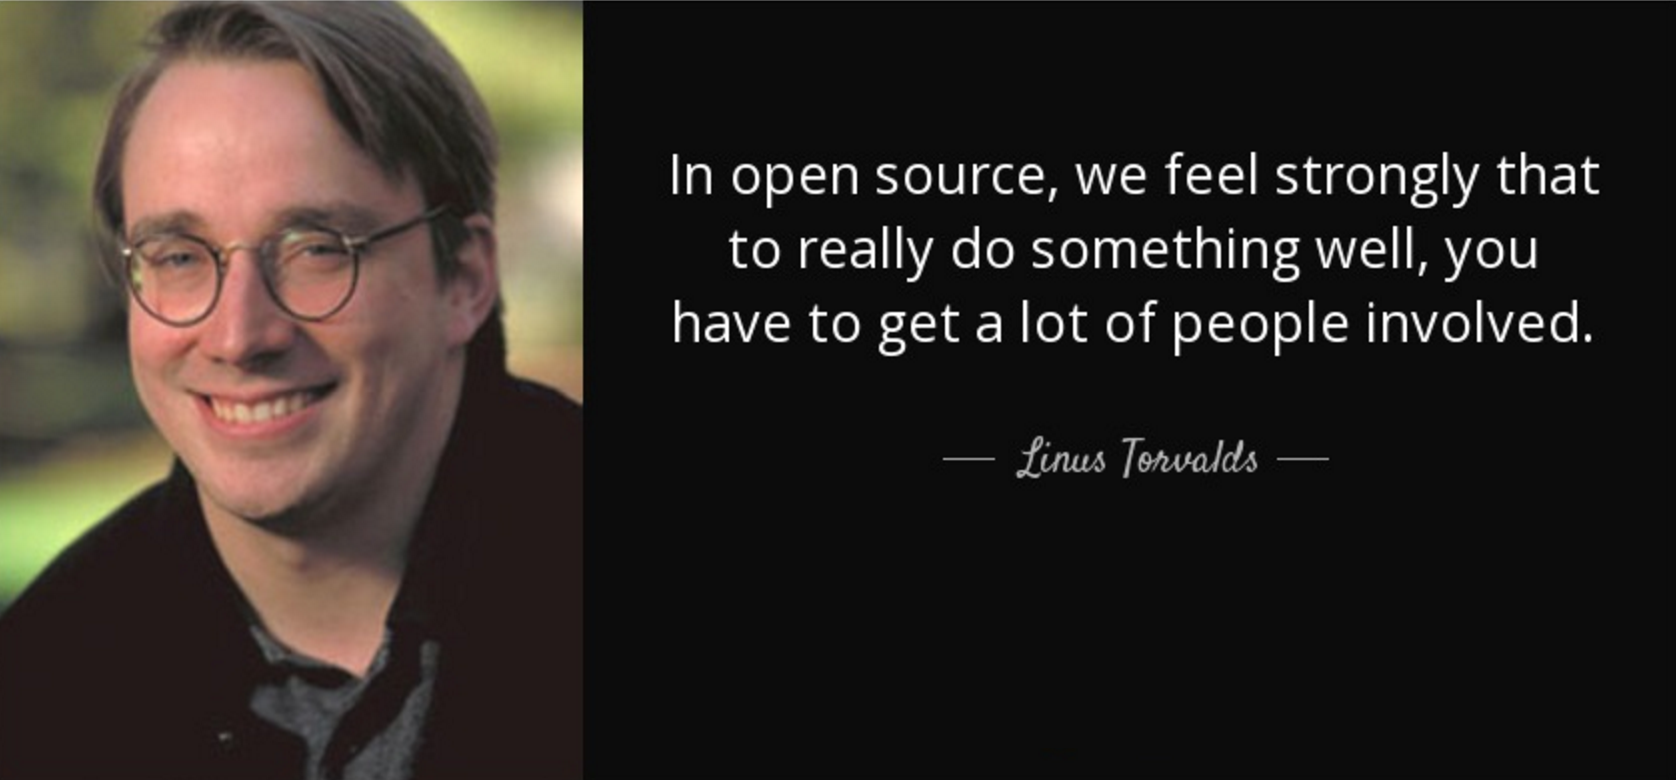 In open source, we feel strongly that
to really do something well, you
have to get a lot of people involved.
Linus Torvalds